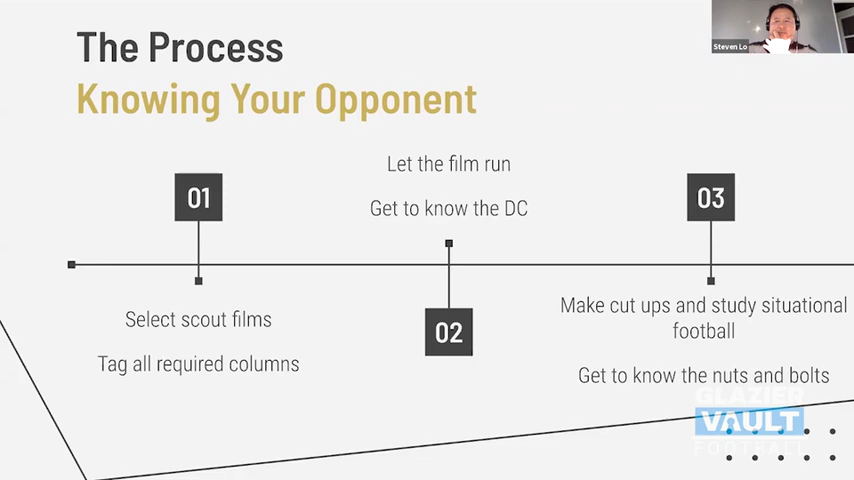 Steven Lo
The Process
Knowing Your Opponent
01
Select scout films
Tag all required columns
Let the film run
Get to know the DC
02
03
Make cut ups and study situational
football
Get to know the nuts and bolts
GLAZIER
VAULT
FOOTBALL